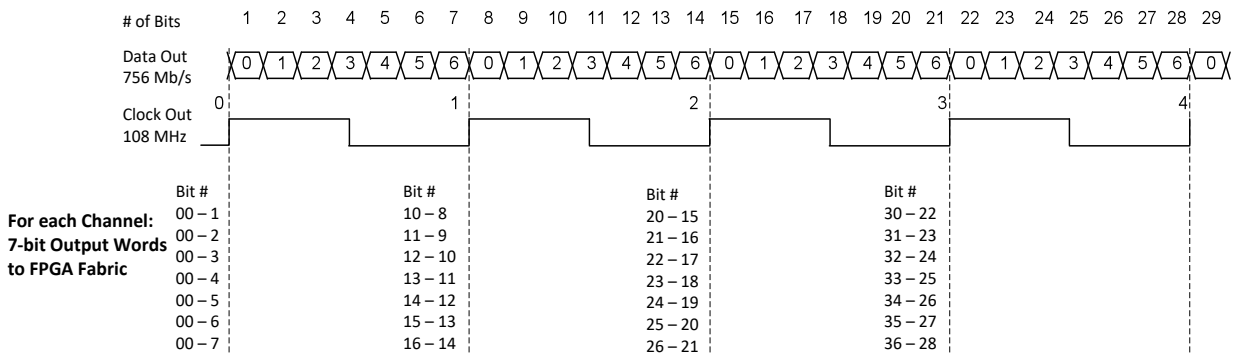 # of Bits 1 2 3 4 5 6 7 8 9 10 11 12 13 14 15 16 17 18 19 20 21 22 23 24 25 26 27 28 29
Data Out
756 Mb/s
0 1 2 3 4 5 6 0 1 2 3 4 5 6 0 1 2 3 4 5 6 0 1 2 3 4 5 6 0
0 1 2 3 4
Clock Out
108 MHz
For each Channel:
7-bit Output Words
to FPGA Fabric
Bit #
00 – 1
00 – 2
00 – 3
00 – 4
00 – 5
00 – 6
00 – 7
Bit #
10 – 8
11 – 9
12 – 10
13 – 11
14 – 12
15 – 13
16 – 14
Bit #
20 – 15
21 – 16
22 – 17
23 – 18
24 – 19
25 – 20
26 – 21
Bit #
30 – 22
31 – 23
32 – 24
33 – 25
34 – 26
35 – 27
36 – 28